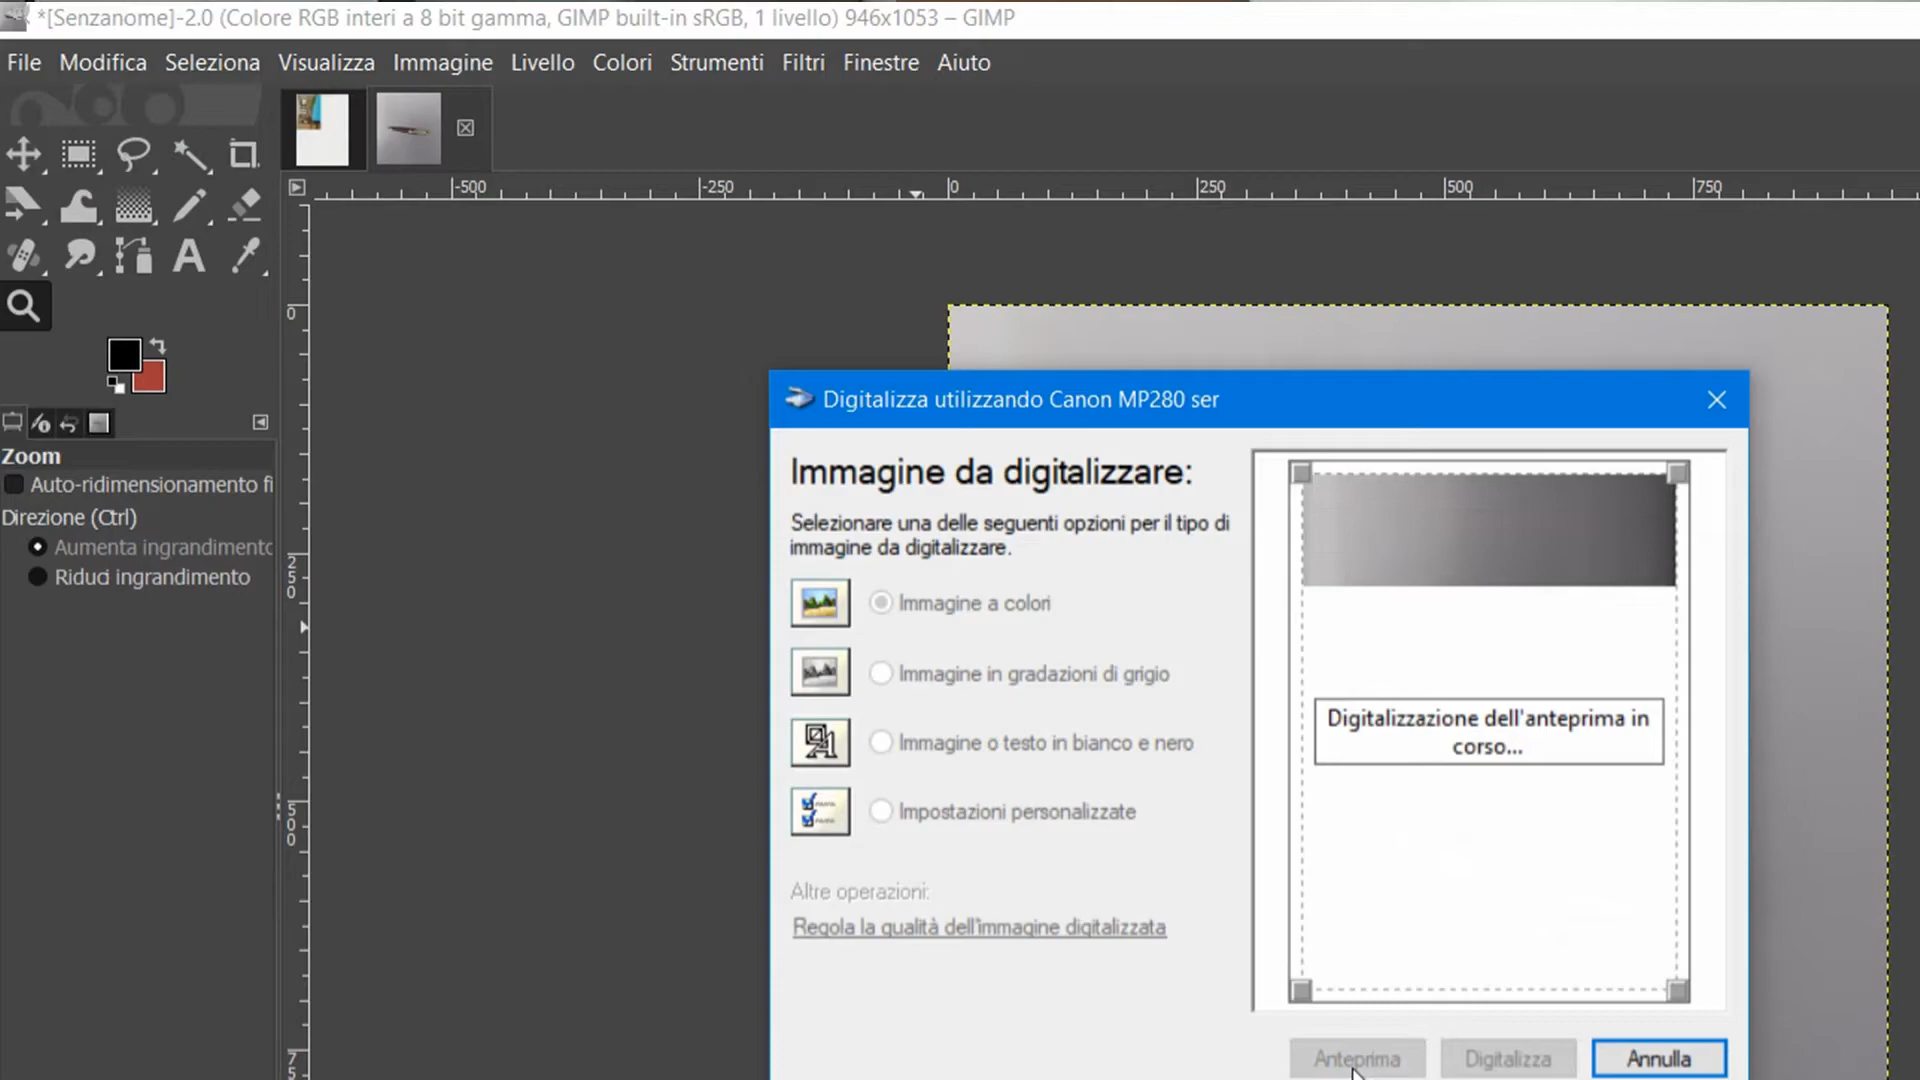 *[Senzanome]-2.0 (Colore RGB interi a 8 bit gamma, GIMP built-in sRGB, 1 livello) 946x1053 – GIMP
File Modifica Seleziona Visualizza Immagine Livello Colori Strumenti Filtri Finestre Aiuto
-500 -250 0 250 500 750
0
250
500
75
Zoom
Auto-ridimensionamento fi
Direzione (Ctrl)
Aumenta ingrandimento
Riduci ingrandimento
Digitalizza utilizzando Canon MP280 ser
Immagine da digitalizzare:
Selezionare una delle seguenti opzioni per il tipo di
immagine da digitalizzare.
Immagine a colori
Immagine in gradazioni di grigio
Immagine o testo in bianco e nero
Impostazioni personalizzate
Altre operazioni:
Regola la qualità dell'immagine digitalizzata
Digitalizzazione dell'anteprima in
corso...
Anteprima Digitalizza Annulla